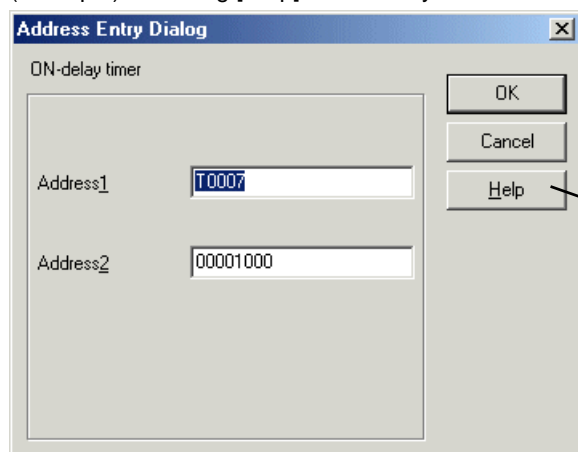 Address Entry Dialog
ON-delay timer
OK
Cancel
Address1 T0007
Help
Address2 00001000